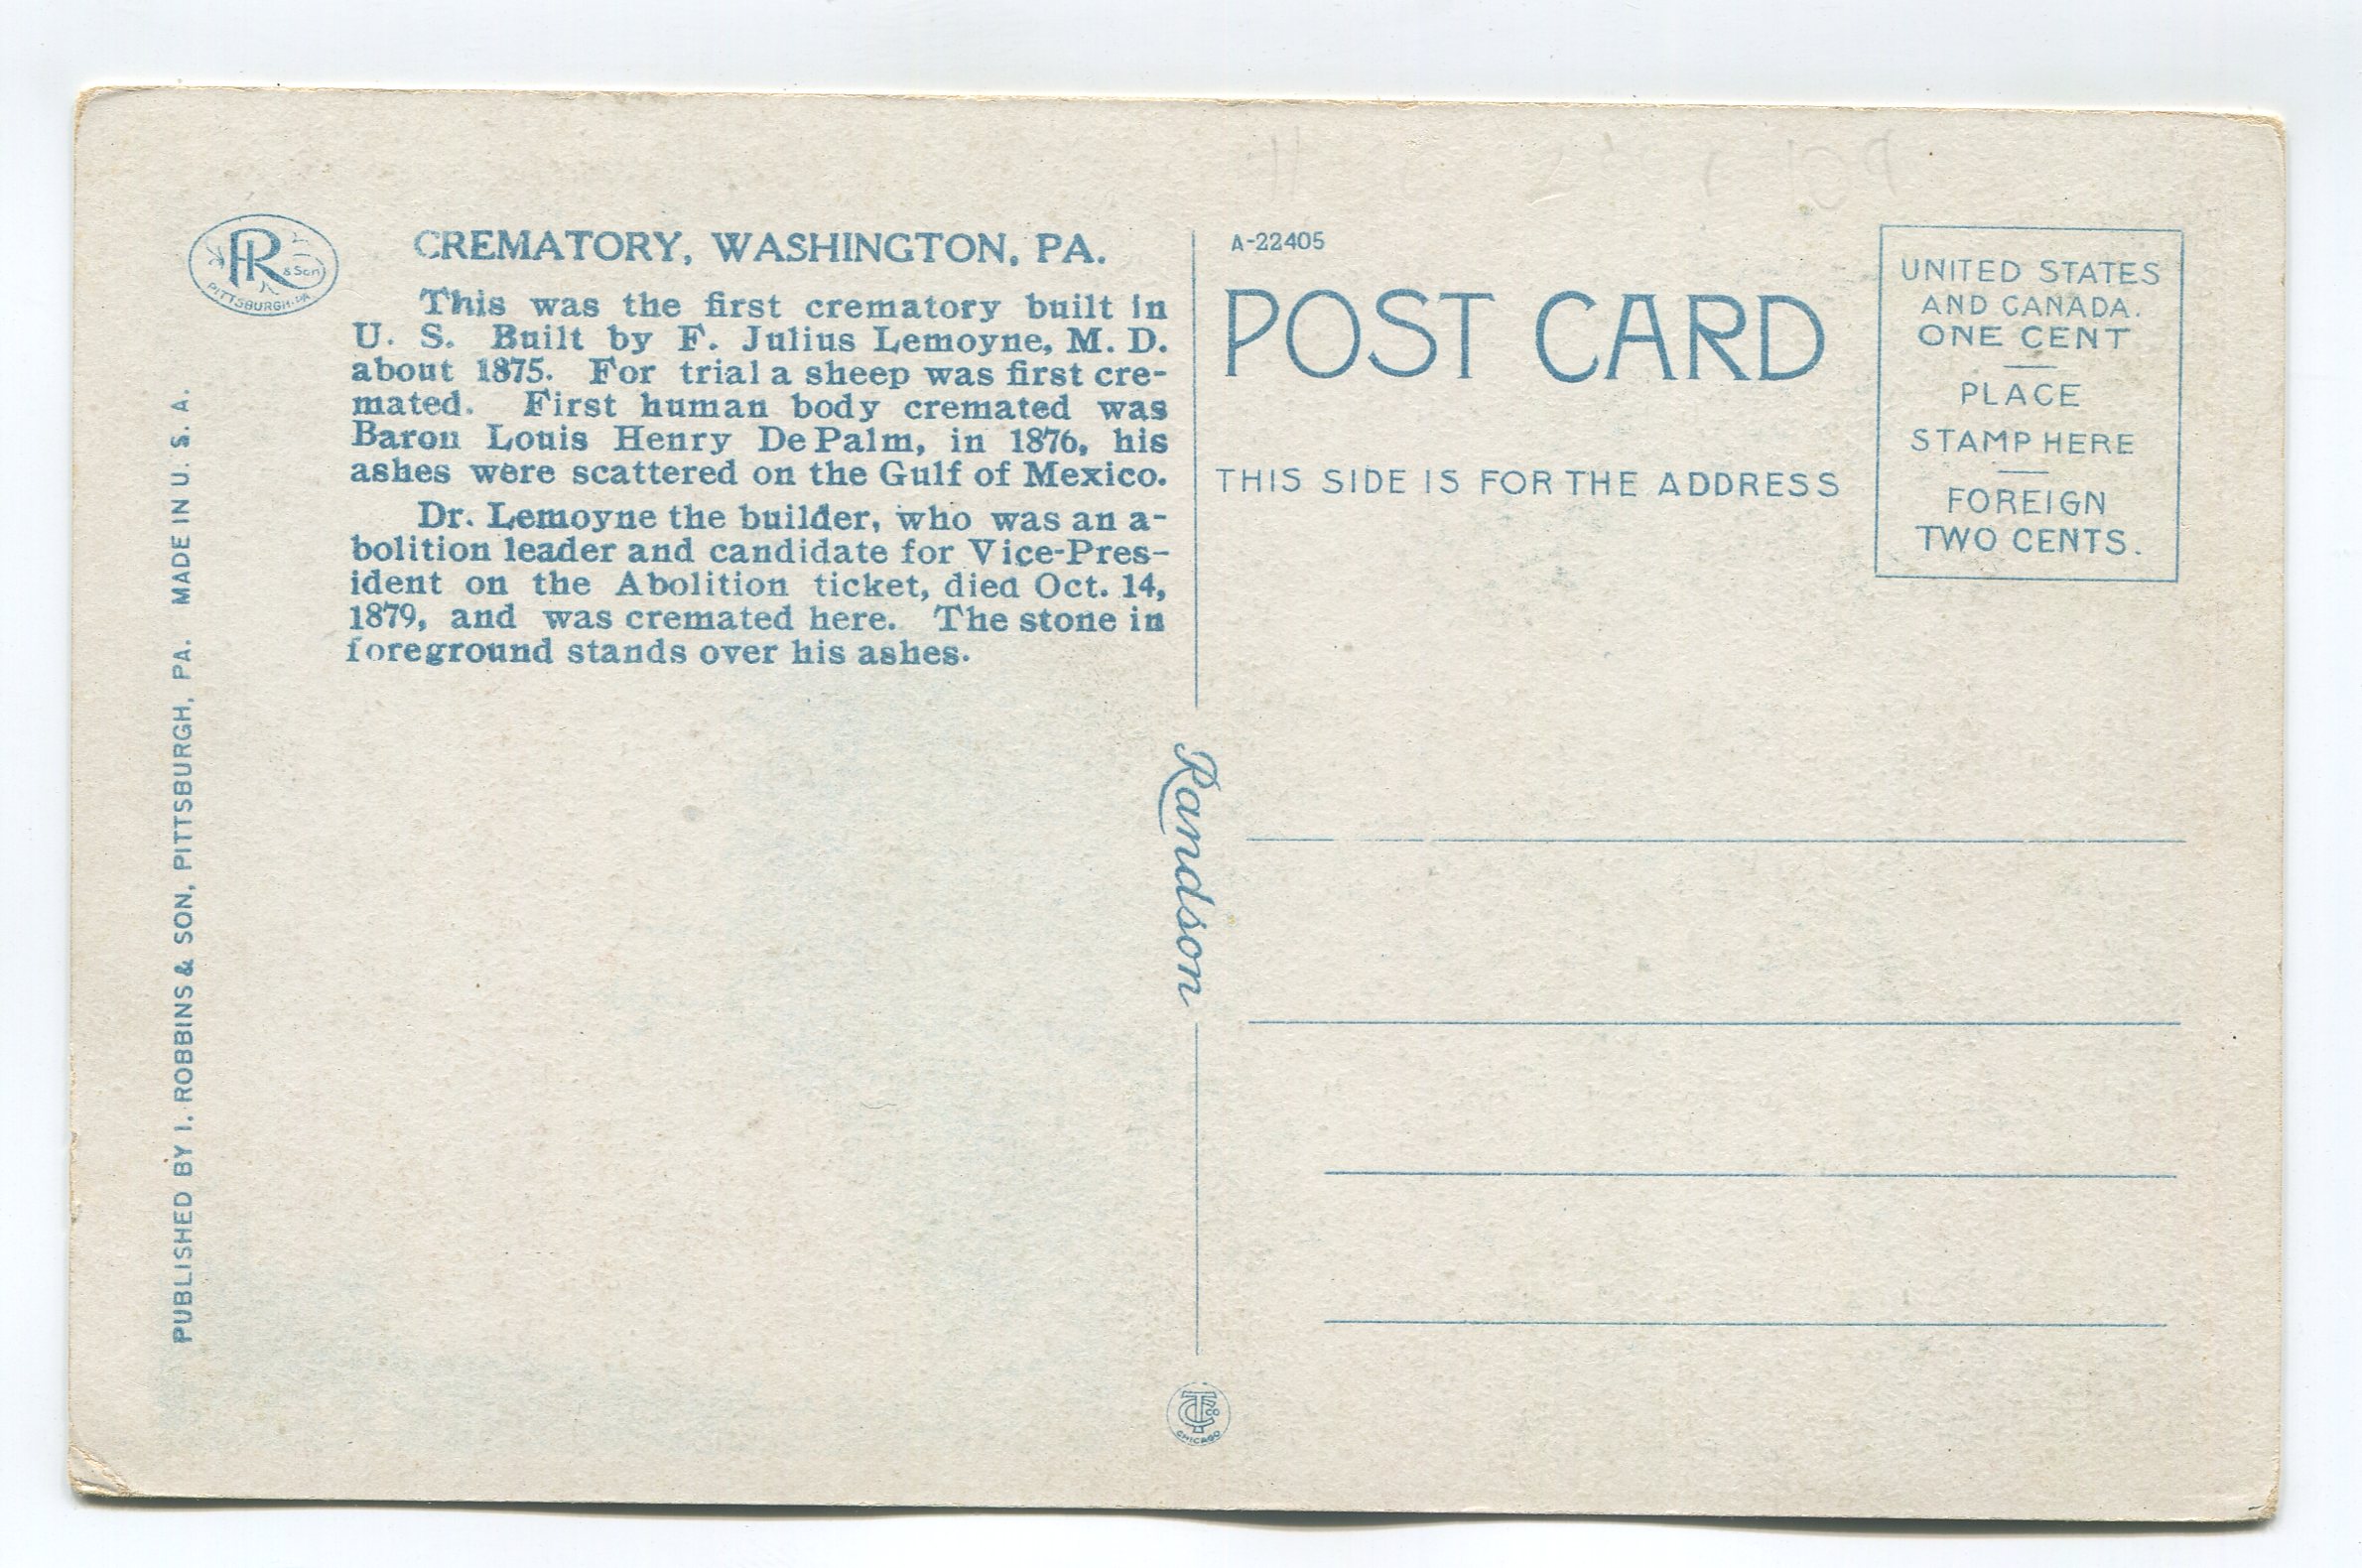 R & Son
PITTSBURGH. PA.
CREMATORY, WASHINGTON, PA.
This was the first crematory built in
U. S. Built by F. Julius Lemoyne, M. D.
about 1875. For trial a sheep was first cre-
mated. First human body cremated was
Baron Louis Henry De Palm, in 1876, his
ashes were scattered on the Gulf of Mexico.
Dr. Lemoyne the builder, who was an a-
bolition leader and candidate for Vice-Pres-
ident on the Abolition ticket, died Oct. 14,
1879, and was cremated here. The stone in
foreground stands over his ashes.
PUBLISHED BY I. ROBBINS & SON, PITTSBURGH, PA. MADE IN U. S. A.
Randson
CHICAGO
A-22405
POST CARD
THIS SIDE IS FOR THE ADDRESS
UNITED STATES
AND CANADA.
ONE CENT
PLACE
STAMP HERE
FOREIGN
TWO CENTS.